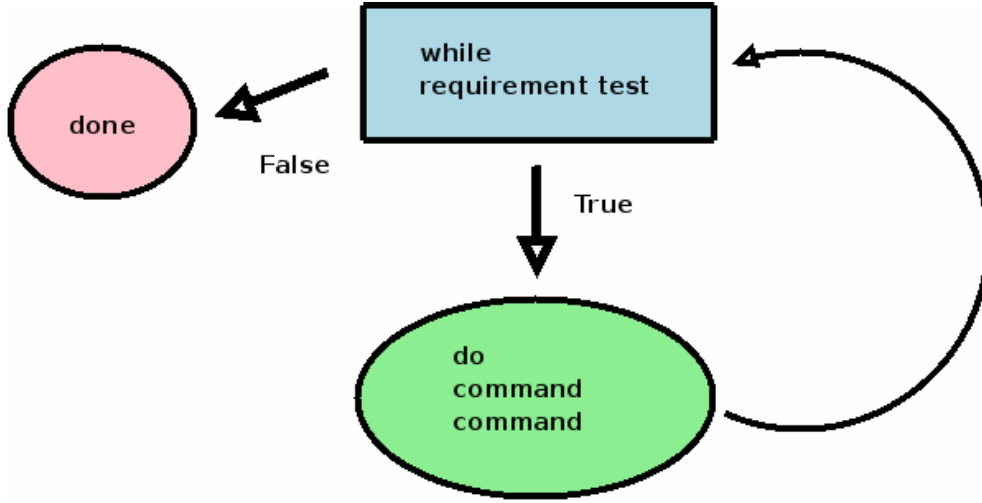 while
requirement test
done
False
True
do
command
command